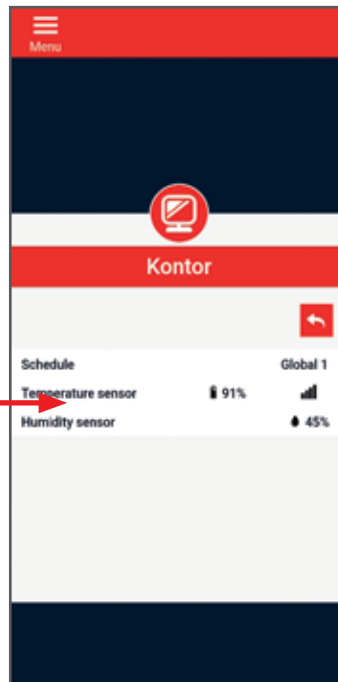 Menu
Kontor
Schedule Global 1
Temperature sensor 91%
Humidity sensor 45%